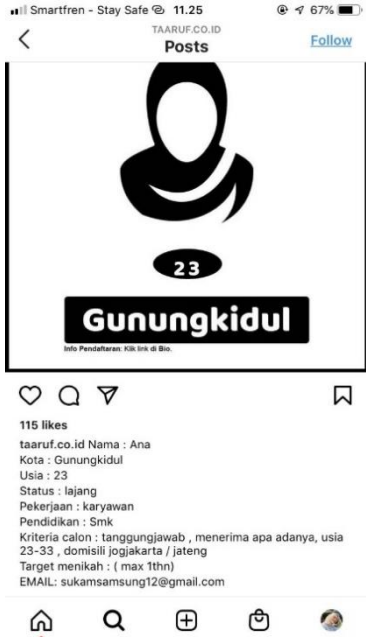 Smartfren - Stay Safe 11.25 67%
TAARUF.CO.ID
Posts
Follow
23
Gunungkidul
Info Pendaftaran: Klik link di Bio.
115 likes
taaruf.co.id Nama : Ana
Kota : Gunungkidul
Usia : 23
Status : lajang
Pekerjaan : karyawan
Pendidikan : Smk
Kriteria calon : tanggungjawab , menerima apa adanya, usia
23-33 , domisili jogjakarta / jateng
Target menikah : ( max 1thn)
EMAIL: sukamsamsung12@gmail.com